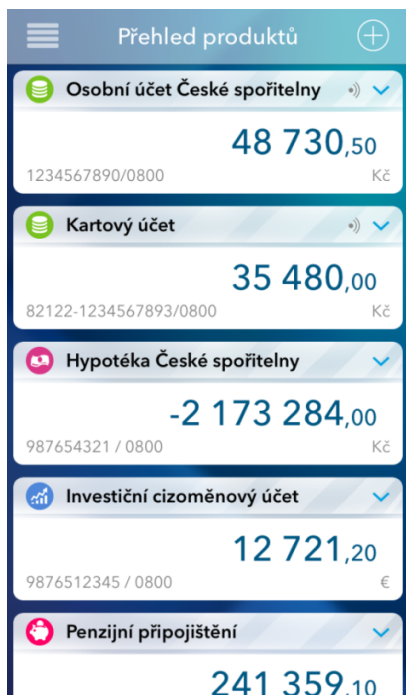 Přehled produktů
Osobní účet České spořitelny
48 730,50
1234567890/0800 Kč
Kartový účet
35 480,00
82122-1234567893/0800 Kč
Hypotéka České spořitelny
-2 173 284,00
987654321 / 0800 Kč
Investiční cizoměnový účet
12 721,20
9876512345 / 0800 €
Penzijní připojištění
241 359,10